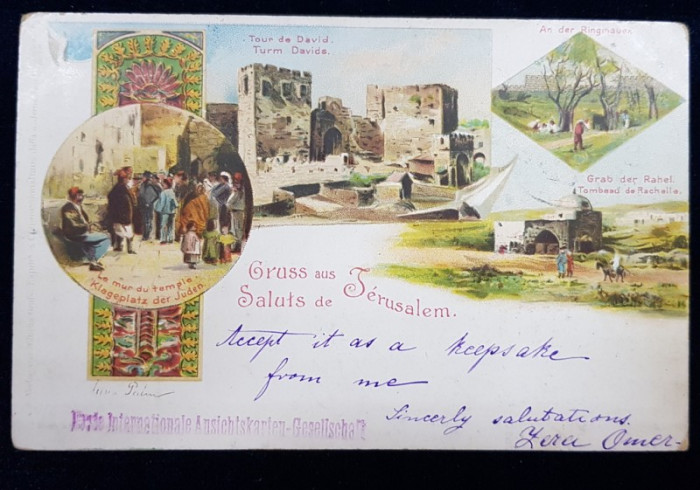 Tour de David.
Turm Davids.
An der Ringmauer.
Grab der Rahel.
Tombeau de Rachelle.
Le mur du temple
Klageplatz der Juden
Gruss aus
Saluts de Jérusalem.
Accept it as a keepsake
from me
Sincerly salutations.
Omer-
Internationale Ansichtskarten-Gesellschaft